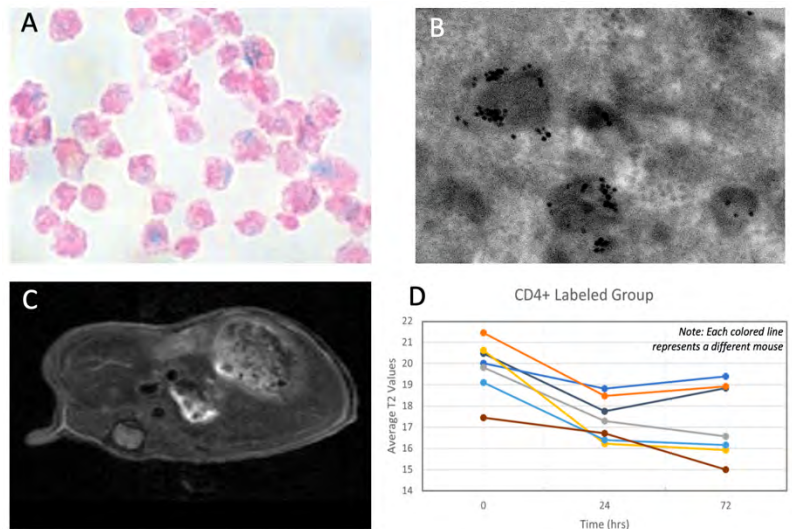 A
B
C
D
CD4+ Labeled Group
Note: Each colored line
represents a different mouse
Average T2 Values
22
21
20
19
18
17
16
15
14
0
24
72
Time (hrs)